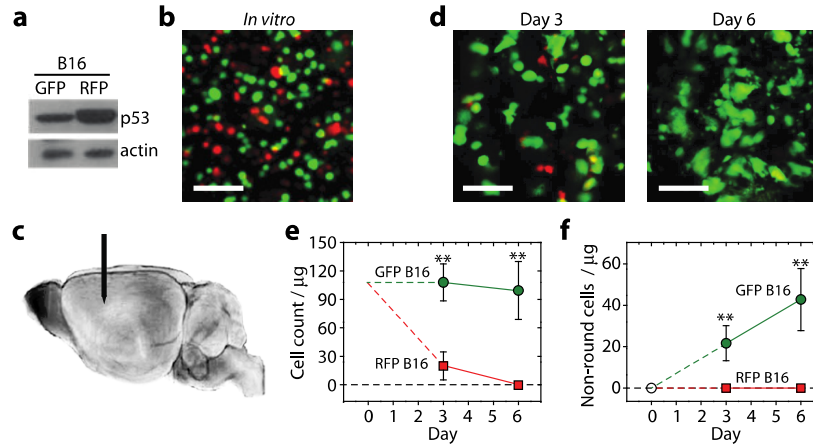 a
B16
GFP RFP
p53
actin
b
In vitro
d
Day 3
Day 6
c
e
Cell count / µg
150
120
90
60
30
0
GFP B16
RFP B16
**
**
0 1 2 3 4 5 6
Day
f
Non-round cells / µg
60
40
20
0
GFP B16
RFP B16
**
**
0 1 2 3 4 5 6
Day